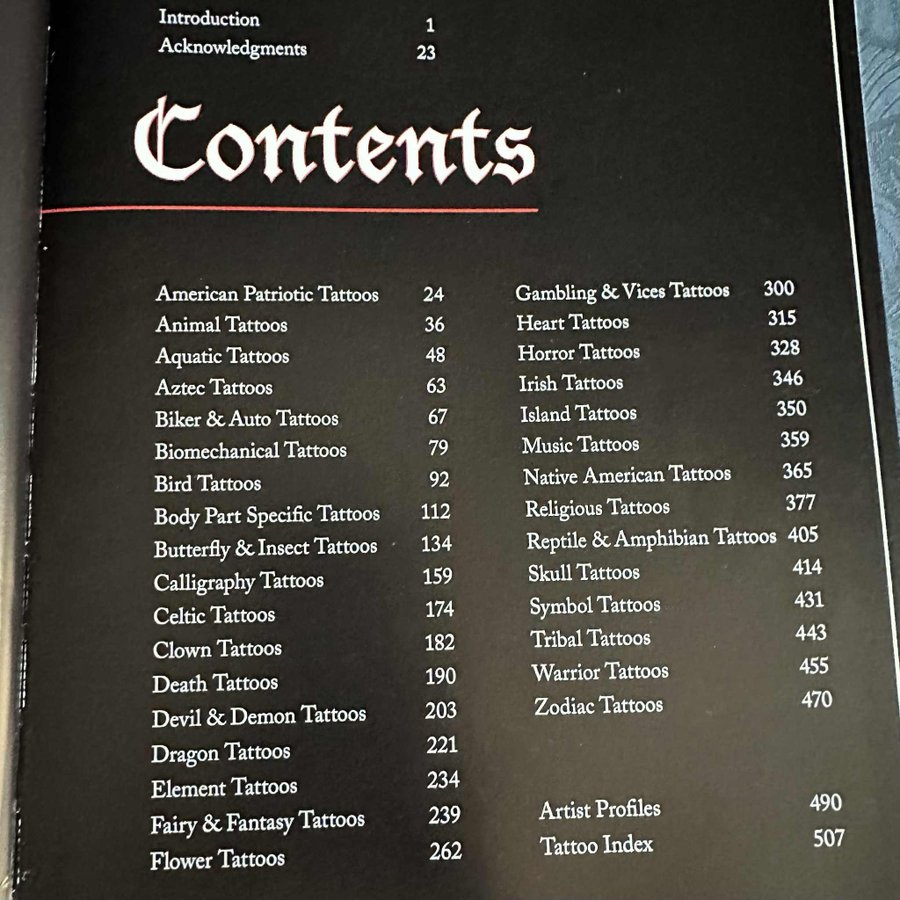 Introduction 1
Acknowledgments 23
Contents
American Patriotic Tattoos 24
Animal Tattoos 36
Aquatic Tattoos 48
Aztec Tattoos 63
Biker & Auto Tattoos 67
Biomechanical Tattoos 79
Bird Tattoos 92
Body Part Specific Tattoos 112
Butterfly & Insect Tattoos 134
Calligraphy Tattoos 159
Celtic Tattoos 174
Clown Tattoos 182
Death Tattoos 190
Devil & Demon Tattoos 203
Dragon Tattoos 221
Element Tattoos 234
Fairy & Fantasy Tattoos 239
Flower Tattoos 262
Gambling & Vices Tattoos 300
Heart Tattoos 315
Horror Tattoos 328
Irish Tattoos 346
Island Tattoos 350
Music Tattoos 359
Native American Tattoos 365
Religious Tattoos 377
Reptile & Amphibian Tattoos 405
Skull Tattoos 414
Symbol Tattoos 431
Tribal Tattoos 443
Warrior Tattoos 455
Zodiac Tattoos 470
Artist Profiles 490
Tattoo Index 507